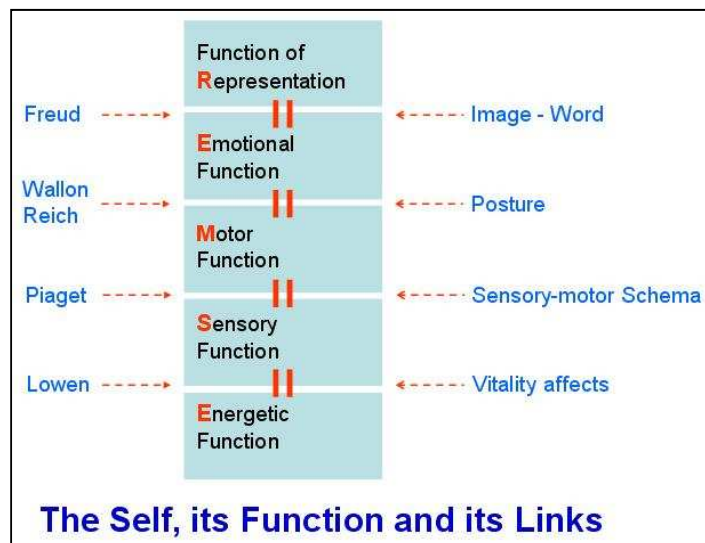 Function of
Representation
Freud
Image - Word
Emotional
Function
Wallon
Reich
Posture
Motor
Function
Piaget
Sensory-motor Schema
Sensory
Function
Lowen
Vitality affects
Energetic
Function
The Self, its Function and its Links